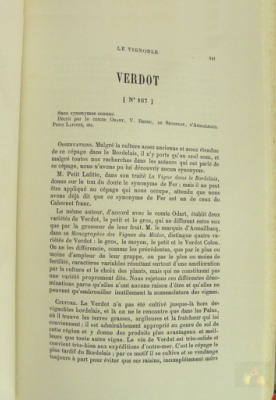 LE VIGNOBLE
VERDOT
[ N° 167 ]
SANS SYNONYMES CONNUS.
Décrit par le comte ODART, V. RENDU, DE SECONDAT, D'ARMAILHACQ,
PETIT LAFITTE, etc.
OBSERVATIONS. Malgré la culture assez ancienne et assez étendue
de ce cépage dans le Bordelais, il n'y porte qu'un seul nom, et
malgré toutes nos recherches dans les auteurs qui ont parlé de
ce cépage, nous n'avons pu lui découvrir aucun synonyme.
M. Petit Lafitte, dans son traité La Vigne dans le Bordelais,
donne sur le ton du doute le synonyme de Fer; mais il ne peut
être appliqué au cépage qui nous occupe, attendu que nous
avons déjà dit que ce synonyme de Fer est un de ceux du
Cabernet franc.
Le même auteur, d'accord avec le comte Odart, établit deux
variétés de Verdot, le petit et le gros, qui ne diffèrent entre eux
que par la grosseur de leur fruit. M. le marquis d'Armailhacq,
dans sa Monographie des Vignes du Médoc, distingue quatre va-
riétés de Verdot : le gros, le moyen, le petit et le Verdot Colon.
Ils ne diffèrent, comme les précédents, que par le plus ou
moins d'ampleur de leur grappe, ou par le plus ou moins de
fertilité, caractères variables résultant surtout d'une amélioration
par la culture et le choix des plants, mais qui ne constituent pas
une variété proprement dite. Nous rejetons ces différentes déno-
minations parce qu'elles n'ont aucune raison d'être et qu'elles ne
peuvent qu'embrouiller inutilement la nomenclature des vignes.
CULTURE. Le Verdot n'a pas été cultivé jusque-là hors des
vignobles bordelais, et là on ne le rencontre que dans les Palus,
où il trouve les terres grasses, argileuses et la fraîcheur qui lui
conviennent; il est admirablement approprié au genre de sol de
cette région et y donne des produits plus avantageux et meil-
leurs que toute autre vigne. Le vin de Verdot est très-solide et
convient très-bien aux expéditions d'outre-mer. C'est le cépage le
plus tardif du Bordelais; par ce motif il se cultive et se vendange
toujours à part pour éviter que ses raisins, incomplètement mûrs